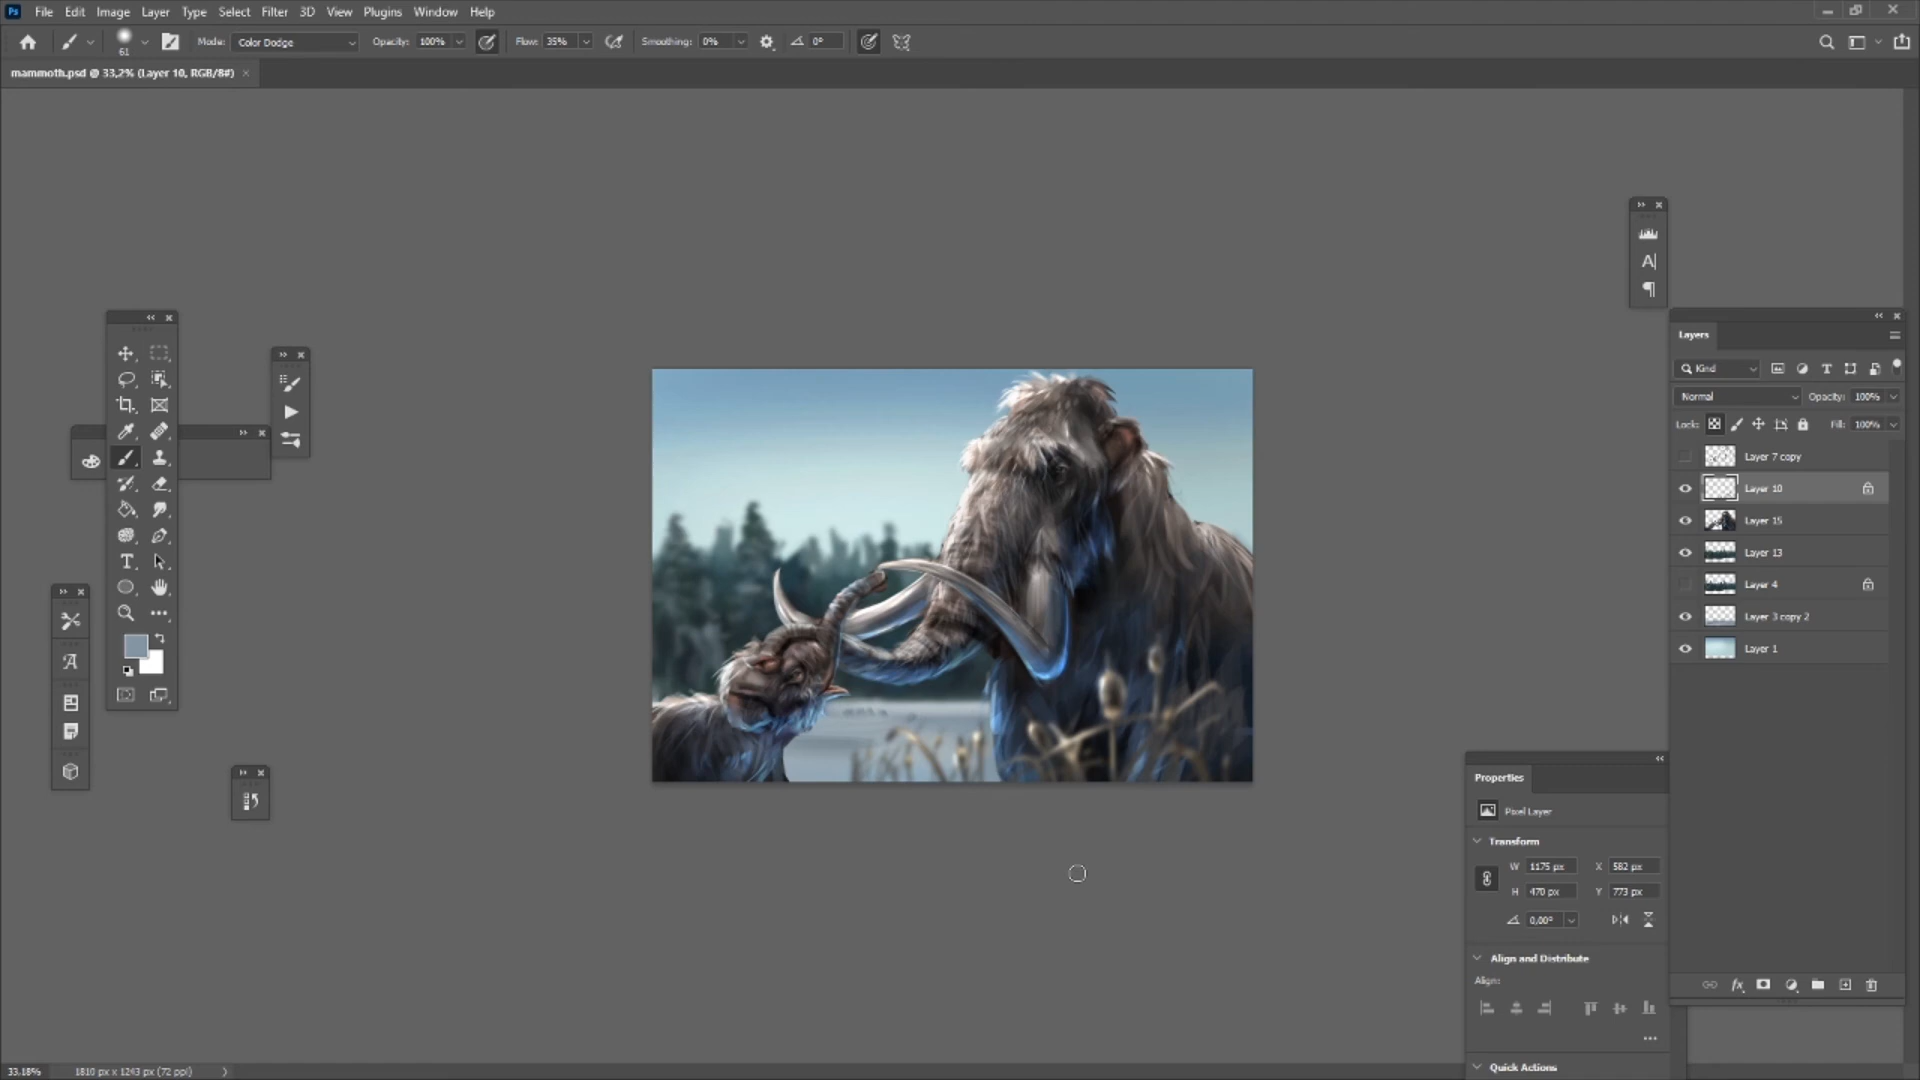 Ps File Edit Image Layer Type Select Filter 3D View Plugins Window Help
61 Mode: Color Dodge Opacity: 100% Flow: 35% Smoothing: 0% 0°
mammoth.psd @ 33,2% (Layer 10, RGB/8#) ×
Layers
Kind
Normal Opacity: 100%
Lock: Fill: 100%
Layer 7 copy
Layer 10
Layer 15
Layer 13
Layer 4
Layer 3 copy 2
Layer 1
Properties
Pixel Layer
Transform
W 1175 px X 582 px
H 470 px Y 773 px
0,00°
Align and Distribute
Align:
Quick Actions
33.18% 1810 px x 1243 px (72 ppi)